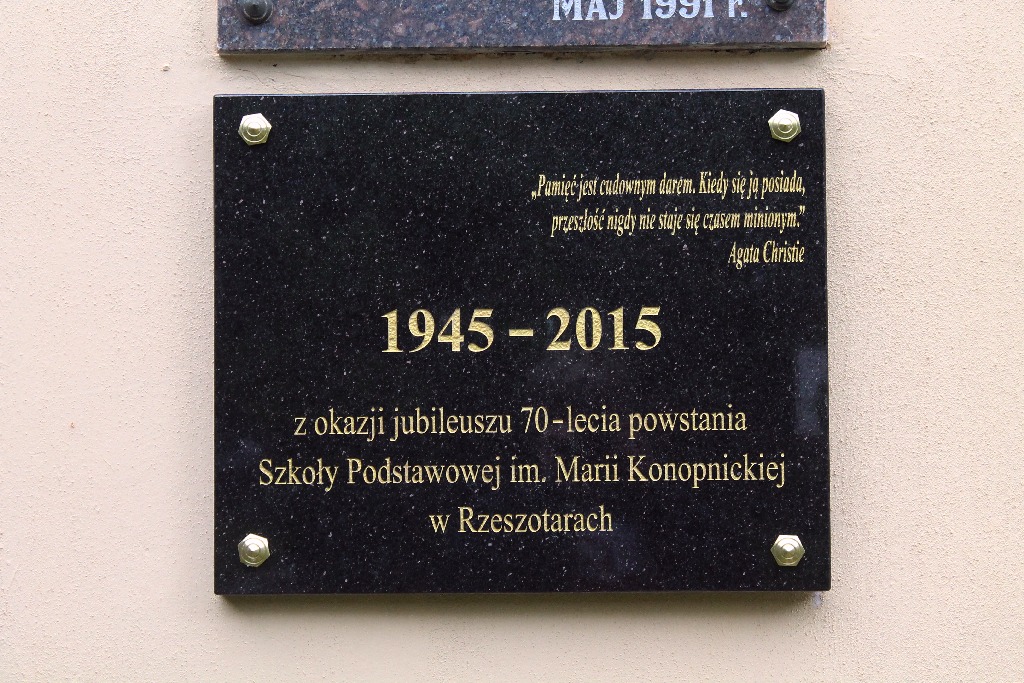 MAJ 1991 r.
„Pamięć jest cudownym darem. Kiedy się ją posiada,
przeszłość nigdy nie staje się czasem minionym.”
Agata Christie
1945 – 2015
z okazji jubileuszu 70-lecia powstania
Szkoły Podstawowej im. Marii Konopnickiej
w Rzeszotarach